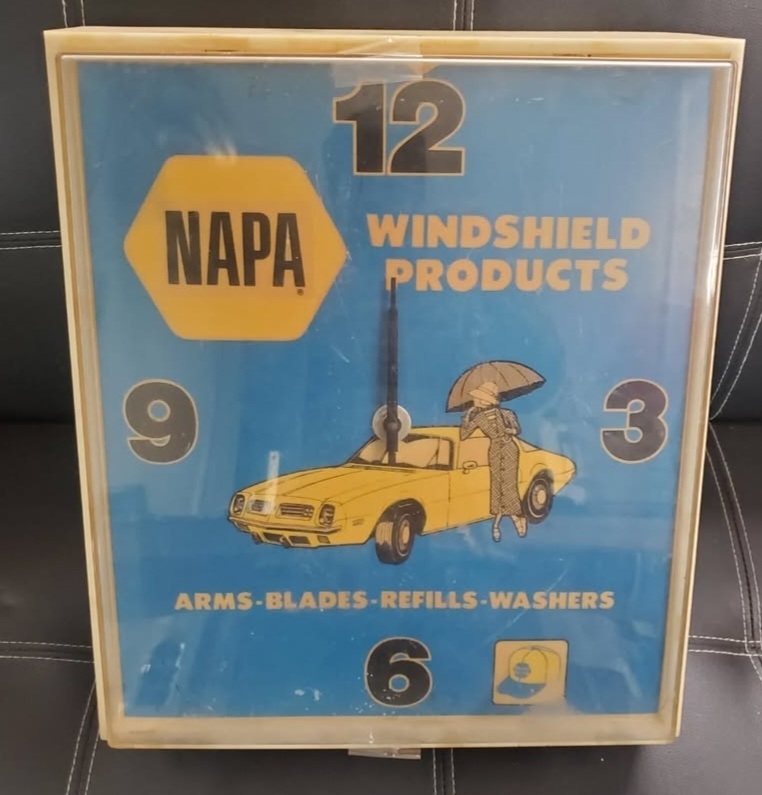 12
NAPA®
WINDSHIELD
PRODUCTS
9
3
ARMS-BLADES-REFILLS-WASHERS
6